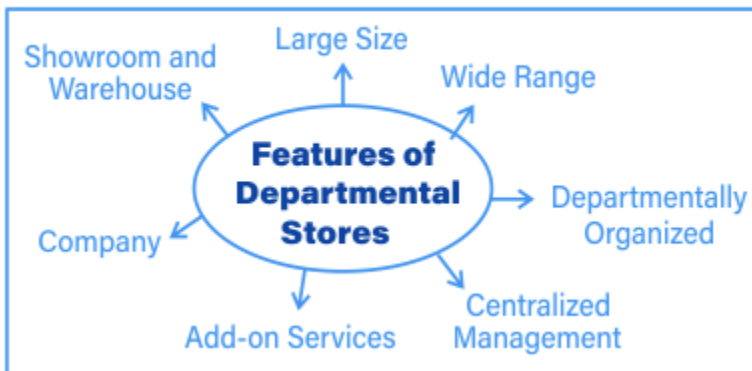 Large Size
Showroom and
Warehouse
Wide Range
Features of
Departmental
Stores
Departmentally
Organized
Company
Centralized
Management
Add-on Services